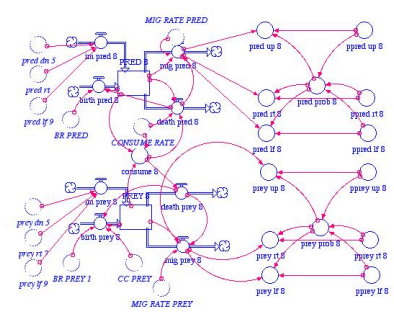 MIG RATE PRED
im pred 8
PRED 8
mig pred 8
pred up 8
ppred up 8
pred dn 5
pred rt
birth pred 8
pred prob 8
pred lf 9
death pred 8
pred rt 8
ppred rt 8
BR PRED
CONSUME RATE
pred lf 8
ppred lf 8
consume 8
im prey 8
PREY 8
death prey 8
prey up 8
pprey up 8
prey dn 5
birth prey 8
prey prob 8
prey rt 7
mig prey 8
prey rt 8
pprey rt 8
prey lf 9
BR PREY 1
CC PREY
prey lf 8
pprey lf 8
MIG RATE PREY